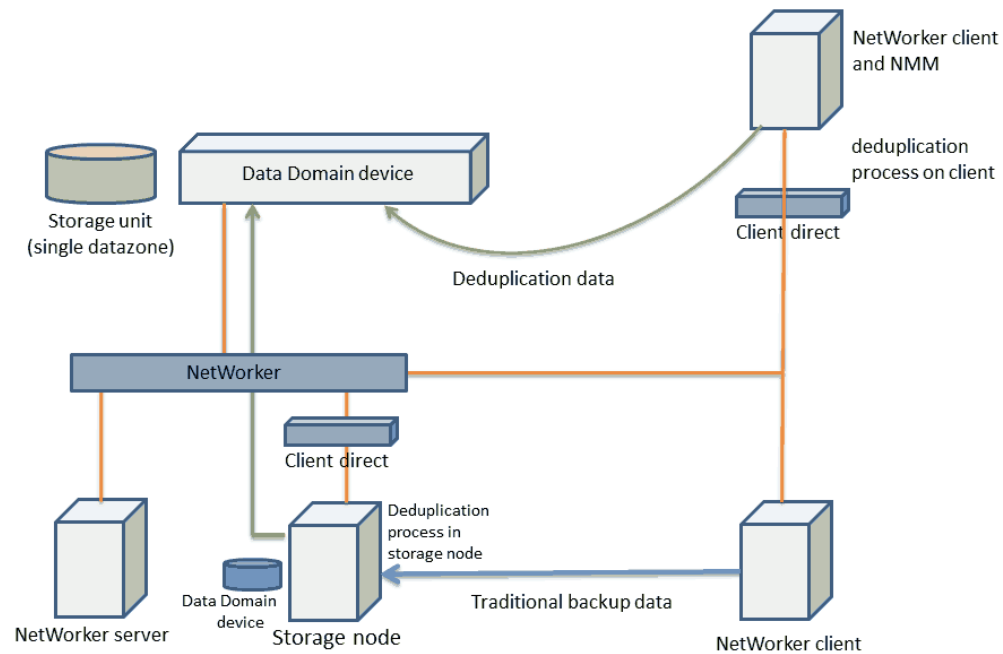 NetWorker client
and NMM
Data Domain device
deduplication
process on client
Storage unit
(single datazone)
Client direct
Deduplication data
NetWorker
Client direct
Deduplication
process in
storage node
Data Domain
device
Traditional backup data
NetWorker server
Storage node
NetWorker client